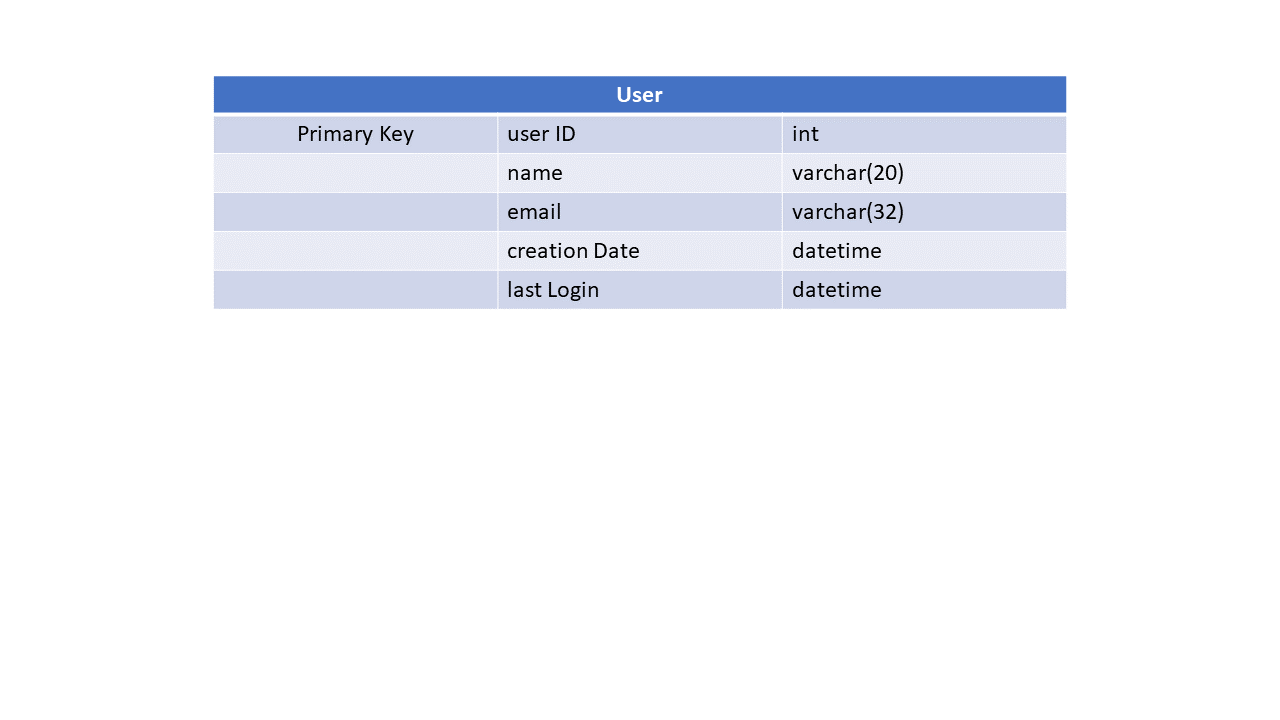 User
Primary Key user ID int
name varchar(20)
email varchar(32)
creation Date datetime
last Login datetime